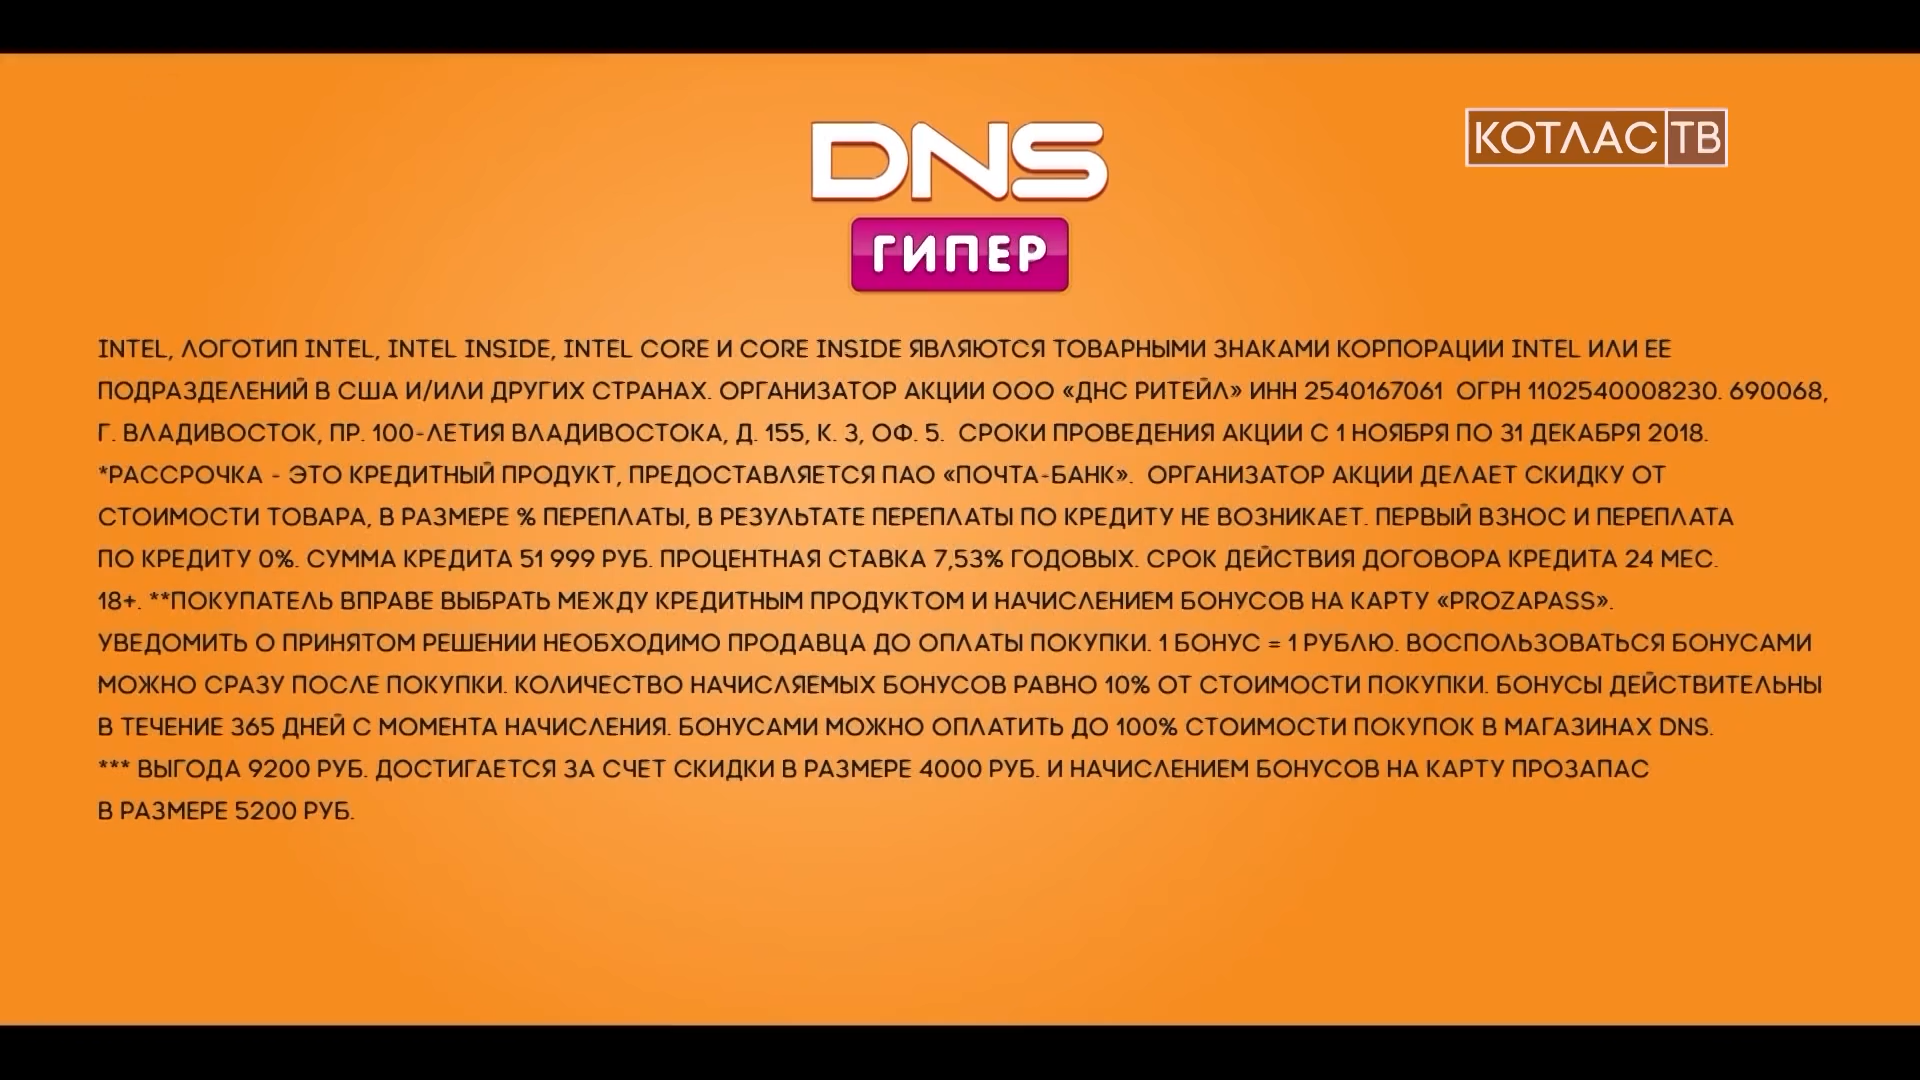 DNS
КОТЛАС ТВ
ГИПЕР
INTEL, ЛОГОТИП INTEL, INTEL INSIDE, INTEL CORE И CORE INSIDE ЯВЛЯЮТСЯ ТОВАРНЫМИ ЗНАКАМИ КОРПОРАЦИИ INTEL ИЛИ ЕЕ
ПОДРАЗДЕЛЕНИЙ В США И/ИЛИ ДРУГИХ СТРАНАХ. ОРГАНИЗАТОР АКЦИИ ООО «ДНС РИТЕЙЛ» ИНН 2540167061 ОГРН 1102540008230. 690068,
Г. ВЛАДИВОСТОК, ПР. 100-ЛЕТИЯ ВЛАДИВОСТОКА, Д. 155, К. 3, ОФ. 5. СРОКИ ПРОВЕДЕНИЯ АКЦИИ С 1 НОЯБРЯ ПО 31 ДЕКАБРЯ 2018.
*РАССРОЧКА - ЭТО КРЕДИТНЫЙ ПРОДУКТ, ПРЕДОСТАВЛЯЕТСЯ ПАО «ПОЧТА-БАНК». ОРГАНИЗАТОР АКЦИИ ДЕЛАЕТ СКИДКУ ОТ
СТОИМОСТИ ТОВАРА, В РАЗМЕРЕ % ПЕРЕПЛАТЫ, В РЕЗУЛЬТАТЕ ПЕРЕПЛАТЫ ПО КРЕДИТУ НЕ ВОЗНИКАЕТ. ПЕРВЫЙ ВЗНОС И ПЕРЕПЛАТА
ПО КРЕДИТУ 0%. СУММА КРЕДИТА 51 999 РУБ. ПРОЦЕНТНАЯ СТАВКА 7,53% ГОДОВЫХ. СРОК ДЕЙСТВИЯ ДОГОВОРА КРЕДИТА 24 МЕС.
18+. **ПОКУПАТЕЛЬ ВПРАВЕ ВЫБРАТЬ МЕЖДУ КРЕДИТНЫМ ПРОДУКТОМ И НАЧИСЛЕНИЕМ БОНУСОВ НА КАРТУ «PROZAPASS».
УВЕДОМИТЬ О ПРИНЯТОМ РЕШЕНИИ НЕОБХОДИМО ПРОДАВЦА ДО ОПЛАТЫ ПОКУПКИ. 1 БОНУС = 1 РУБЛЮ. ВОСПОЛЬЗОВАТЬСЯ БОНУСАМИ
МОЖНО СРАЗУ ПОСЛЕ ПОКУПКИ. КОЛИЧЕСТВО НАЧИСЛЯЕМЫХ БОНУСОВ РАВНО 10% ОТ СТОИМОСТИ ПОКУПКИ. БОНУСЫ ДЕЙСТВИТЕЛЬНЫ
В ТЕЧЕНИЕ 365 ДНЕЙ С МОМЕНТА НАЧИСЛЕНИЯ. БОНУСАМИ МОЖНО ОПЛАТИТЬ ДО 100% СТОИМОСТИ ПОКУПОК В МАГАЗИНАХ DNS.
*** ВЫГОДА 9200 РУБ. ДОСТИГАЕТСЯ ЗА СЧЕТ СКИДКИ В РАЗМЕРЕ 4000 РУБ. И НАЧИСЛЕНИЕМ БОНУСОВ НА КАРТУ ПРОЗАПАС
В РАЗМЕРЕ 5200 РУБ.